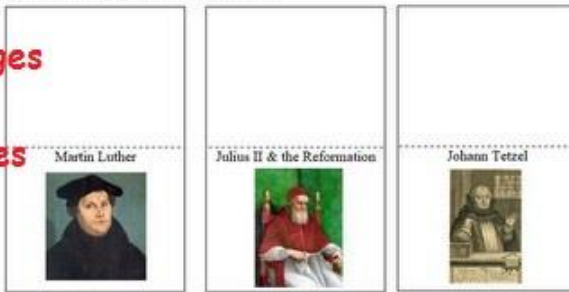 ges
es
Martin Luther
Julius II & the Reformation
Johann Tetzel